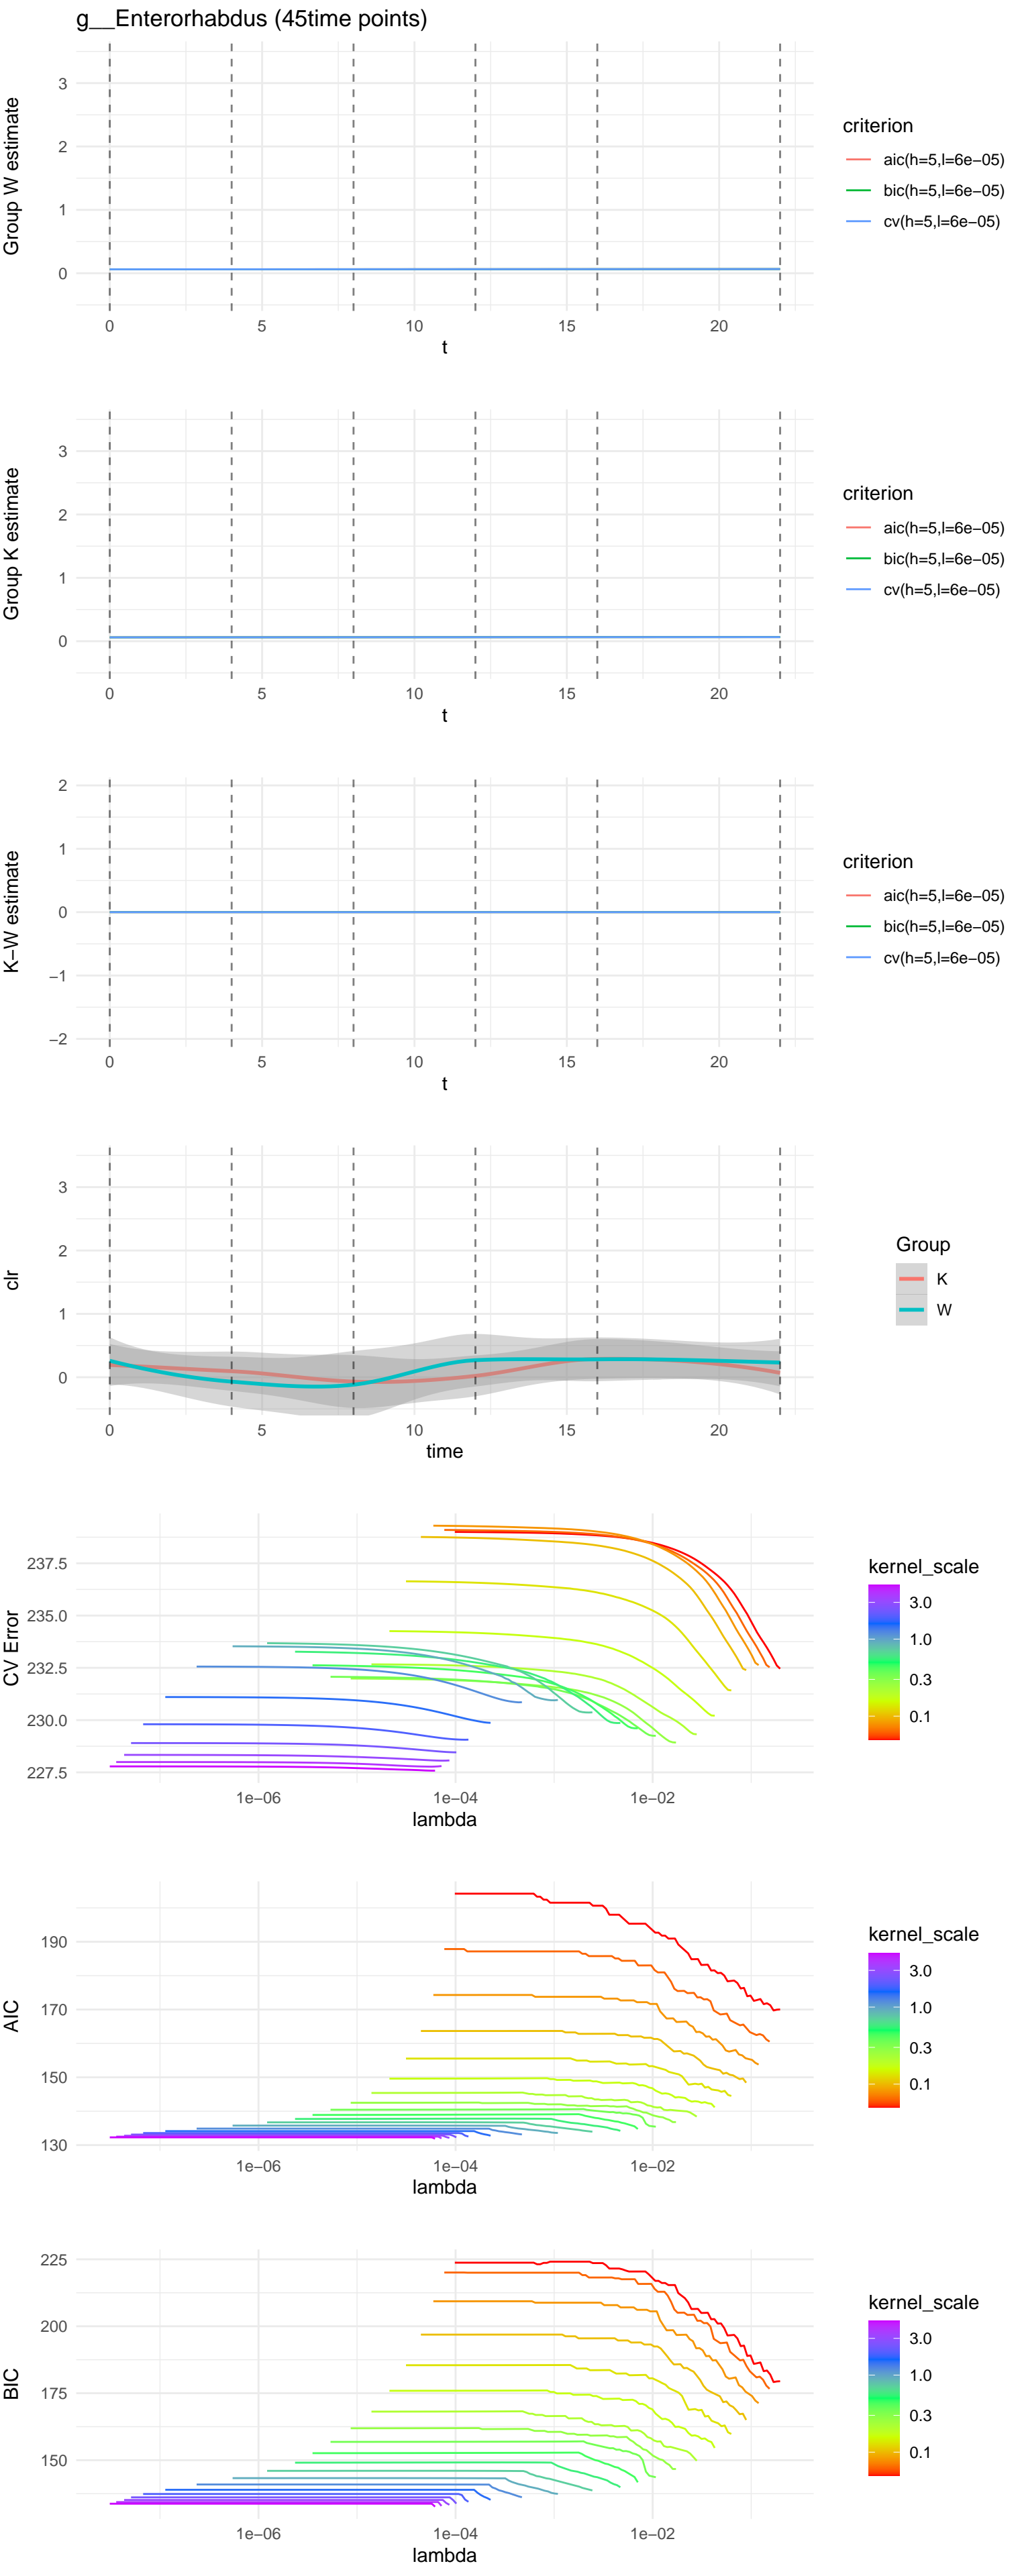 g__Enterorhabdus (45time points)
Group W estimate
3
2
1
0
0 5 10 15 20
t
criterion
aic(h=5,l=6e−05)
bic(h=5,l=6e−05)
cv(h=5,l=6e−05)
Group K estimate
3
2
1
0
0 5 10 15 20
t
criterion
aic(h=5,l=6e−05)
bic(h=5,l=6e−05)
cv(h=5,l=6e−05)
K−W estimate
2
1
0
−1
−2
0 5 10 15 20
t
criterion
aic(h=5,l=6e−05)
bic(h=5,l=6e−05)
cv(h=5,l=6e−05)
clr
3
2
1
0
0 5 10 15 20
time
Group
K
W
CV Error
237.5
235.0
232.5
230.0
227.5
1e−06 1e−04 1e−02
lambda
kernel_scale
3.0
1.0
0.3
0.1
AIC
190
170
150
130
1e−06 1e−04 1e−02
lambda
kernel_scale
3.0
1.0
0.3
0.1
BIC
225
200
175
150
1e−06 1e−04 1e−02
lambda
kernel_scale
3.0
1.0
0.3
0.1